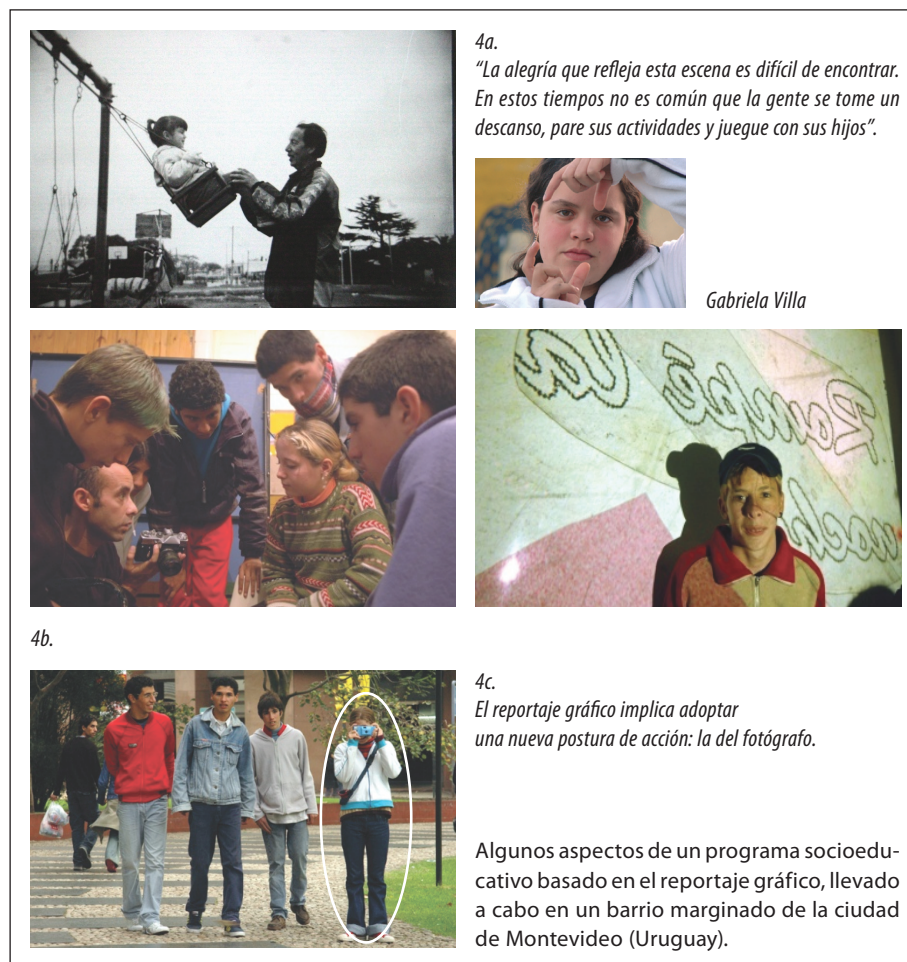 4a.
“La alegría que refleja esta escena es difícil de encontrar.
En estos tiempos no es común que la gente se tome un
descanso, pare sus actividades y juegue con sus hijos”.
Gabriela Villa
Rampé la
noch
4b.
4c.
El reportaje gráfico implica adoptar
una nueva postura de acción: la del fotógrafo.
Algunos aspectos de un programa socioedu-
cativo basado en el reportaje gráfico, llevado
a cabo en un barrio marginado de la ciudad
de Montevideo (Uruguay).